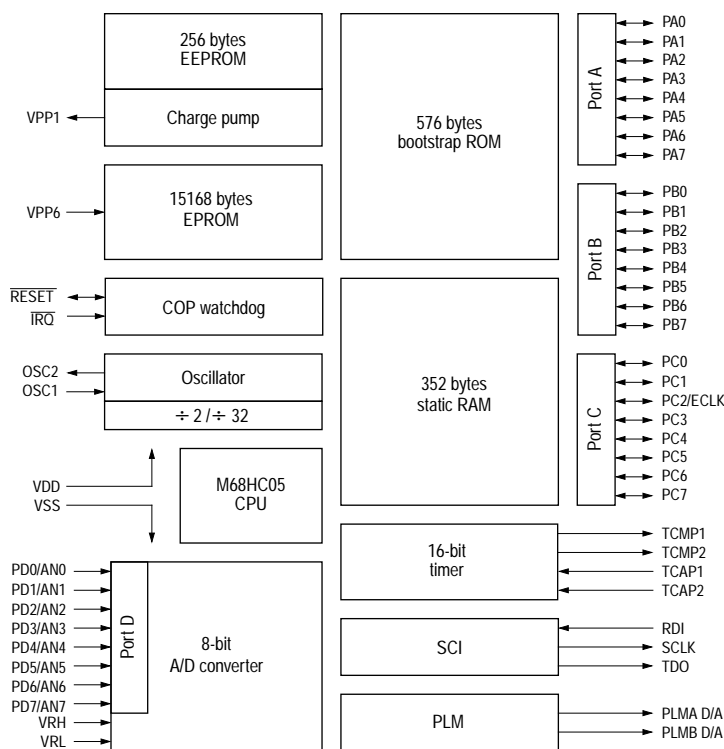 256 bytes
EEPROM
Charge pump
VPP1
15168 bytes
EPROM
VPP6
COP watchdog
RESET
IRQ
Oscillator
OSC2
OSC1
÷ 2 /÷ 32
M68HC05
CPU
VDD
VSS
PD0/AN0
PD1/AN1
PD2/AN2
PD3/AN3
PD4/AN4
PD5/AN5
PD6/AN6
PD7/AN7
VRH
VRL
Port D
8-bit
A/D converter
576 bytes
bootstrap ROM
352 bytes
static RAM
16-bit
timer
SCI
PLM
Port A
PA0
PA1
PA2
PA3
PA4
PA5
PA6
PA7
Port B
PB0
PB1
PB2
PB3
PB4
PB5
PB6
PB7
Port C
PC0
PC1
PC2/ECLK
PC3
PC4
PC5
PC6
PC7
TCMP1
TCMP2
TCAP1
TCAP2
RDI
SCLK
TDO
PLMA D/A
PLMB D/A